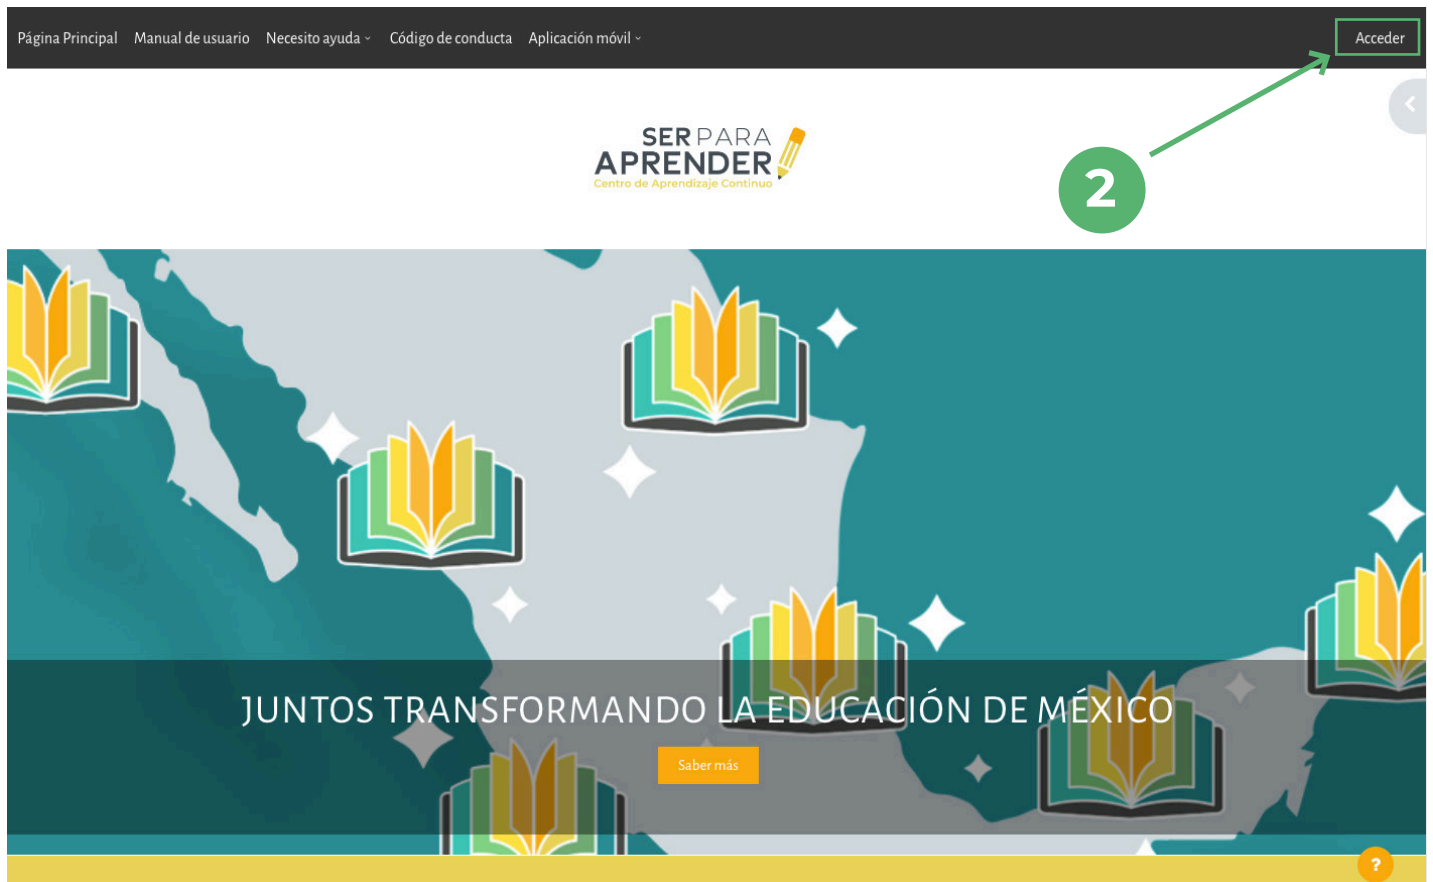 Página Principal Manual de usuario Necesito ayuda Código de conducta Aplicación móvil Acceder
SER PARA
APRENDER
Centro de Aprendizaje Continuo
2
JUNTOS TRANSFORMANDO LA EDUCACIÓN DE MÉXICO
Saber más
?